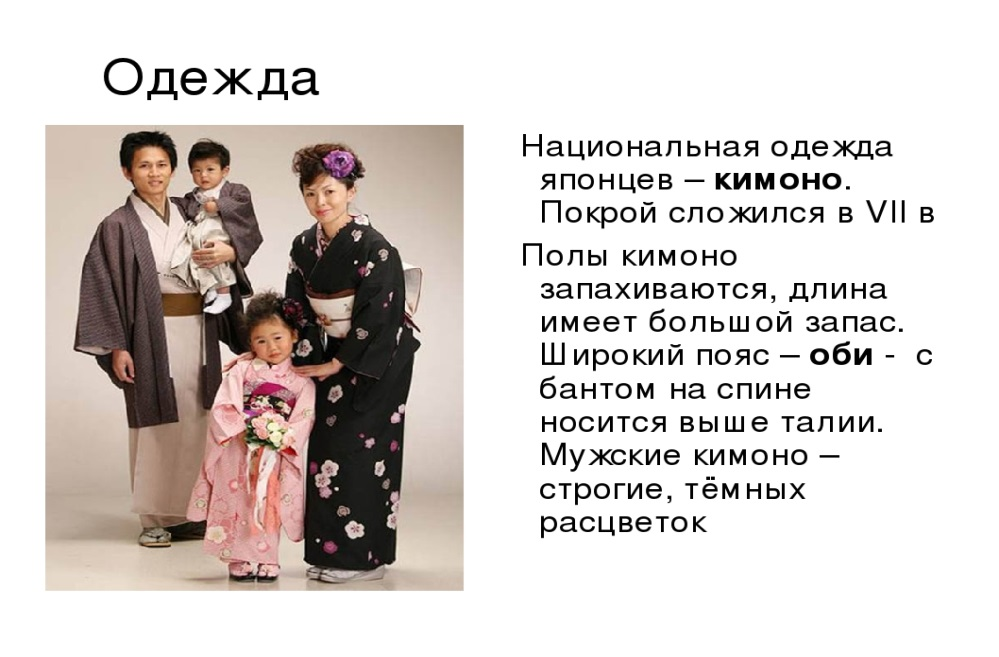 Одежда
Национальная одежда
японцев – кимоно.
Покрой сложился в VII в
Полы кимоно
запахиваются, длина
имеет большой запас.
Широкий пояс – оби - с
бантом на спине
носится выше талии.
Мужские кимоно –
строгие, тёмных
расцветок